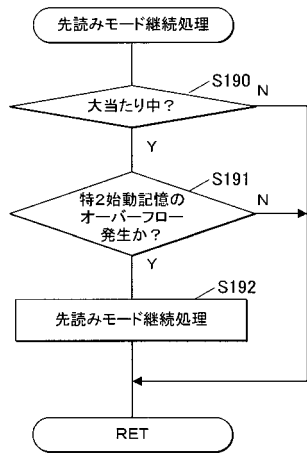 先読みモード継続処理
S190
大当たり中?
N
Y
S191
特2始動記憶の
オーバーフロー
発生か?
N
Y
S192
先読みモード継続処理
RET